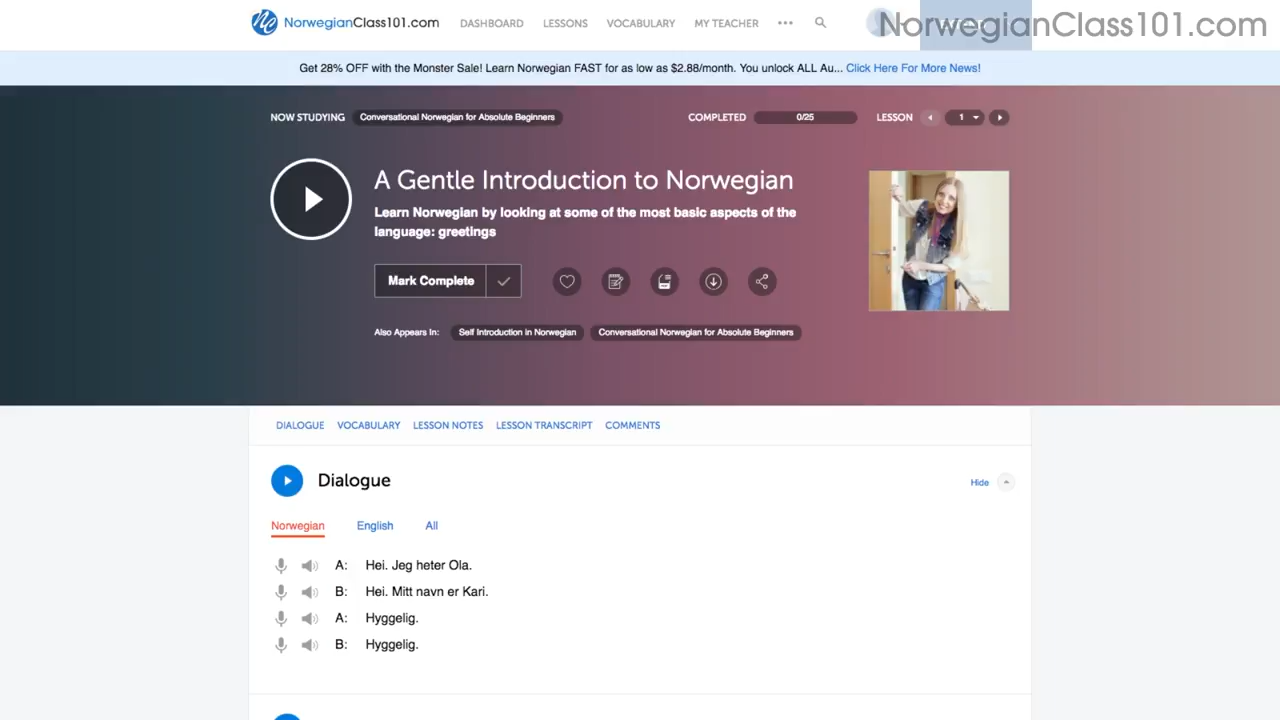 NorwegianClass101.com
DASHBOARD
LESSONS
VOCABULARY
MY TEACHER
NorwegianClass101.com
Get 28% OFF with the Monster Sale! Learn Norwegian FAST for as low as $2.88/month. You unlock ALL Au... Click Here For More News!
NOW STUDYING
Conversational Norwegian for Absolute Beginners
COMPLETED
0/25
LESSON
1
A Gentle Introduction to Norwegian
Learn Norwegian by looking at some of the most basic aspects of the
language: greetings
Mark Complete
Also Appears In:
Self Introduction in Norwegian
Conversational Norwegian for Absolute Beginners
DIALOGUE
VOCABULARY
LESSON NOTES
LESSON TRANSCRIPT
COMMENTS
Dialogue
Hide
Norwegian
English
All
A: Hei. Jeg heter Ola.
B: Hei. Mitt navn er Kari.
A: Hyggelig.
B: Hyggelig.